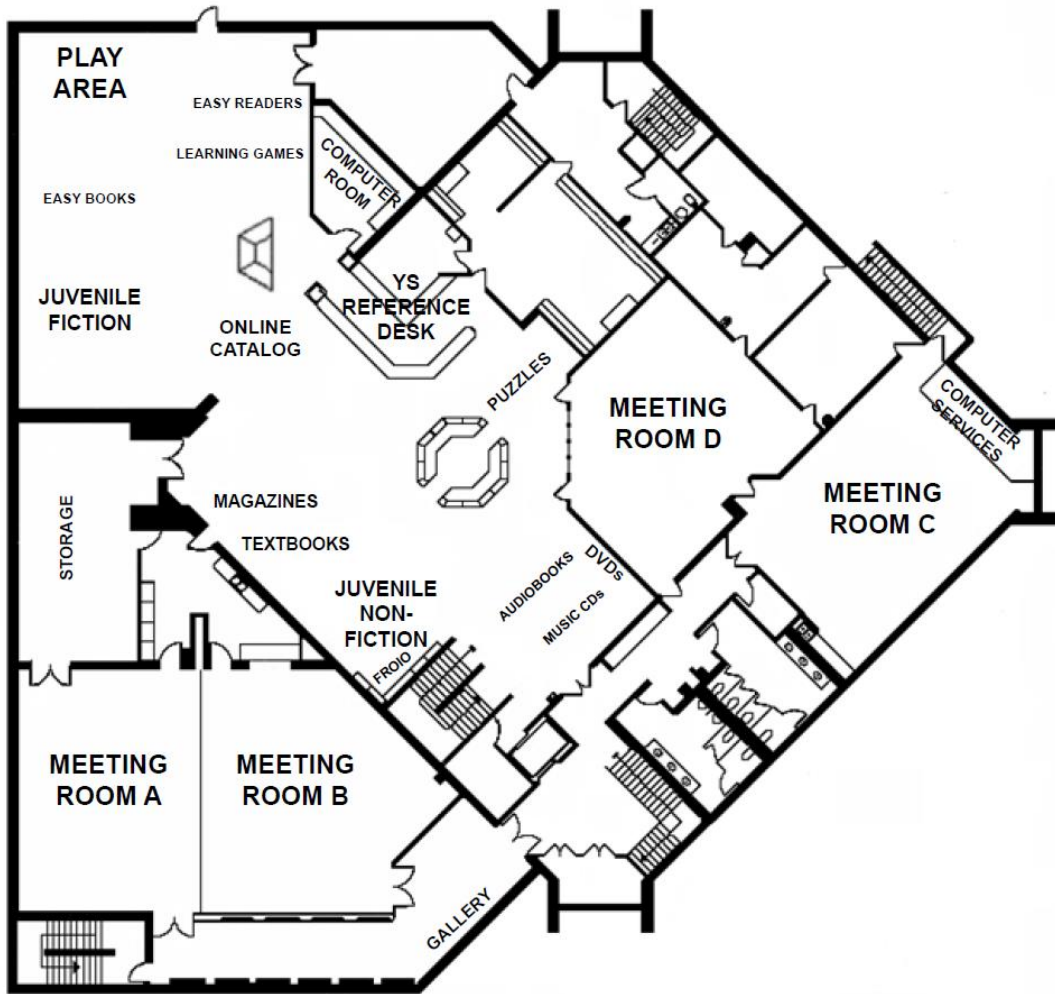 PLAY
AREA
EASY READERS
LEARNING GAMES
COMPUTER
ROOM
EASY BOOKS
JUVENILE
FICTION
ONLINE
CATALOG
YS
REFERENCE
DESK
PUZZLES
MEETING
ROOM D
COMPUTER
SERVICES
MEETING
ROOM C
STORAGE
MAGAZINES
TEXTBOOKS
JUVENILE
NON-
FICTION
FROIO
AUDIOBOOKS
DVDs
MUSIC CDs
MEETING
ROOM A
MEETING
ROOM B
GALLERY